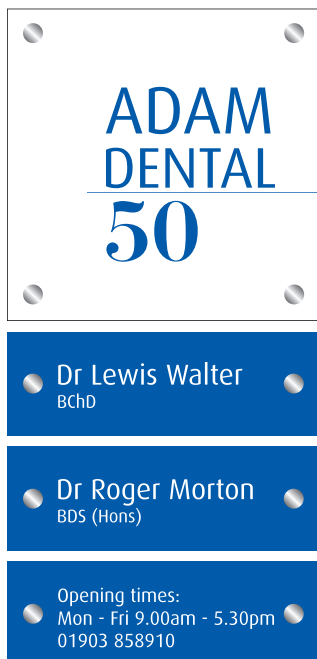 ADAM
DENTAL
50
Dr Lewis Walter
BChD
Dr Roger Morton
BDS (Hons)
Opening times:
Mon - Fri 9.00am - 5.30pm
01903 858910